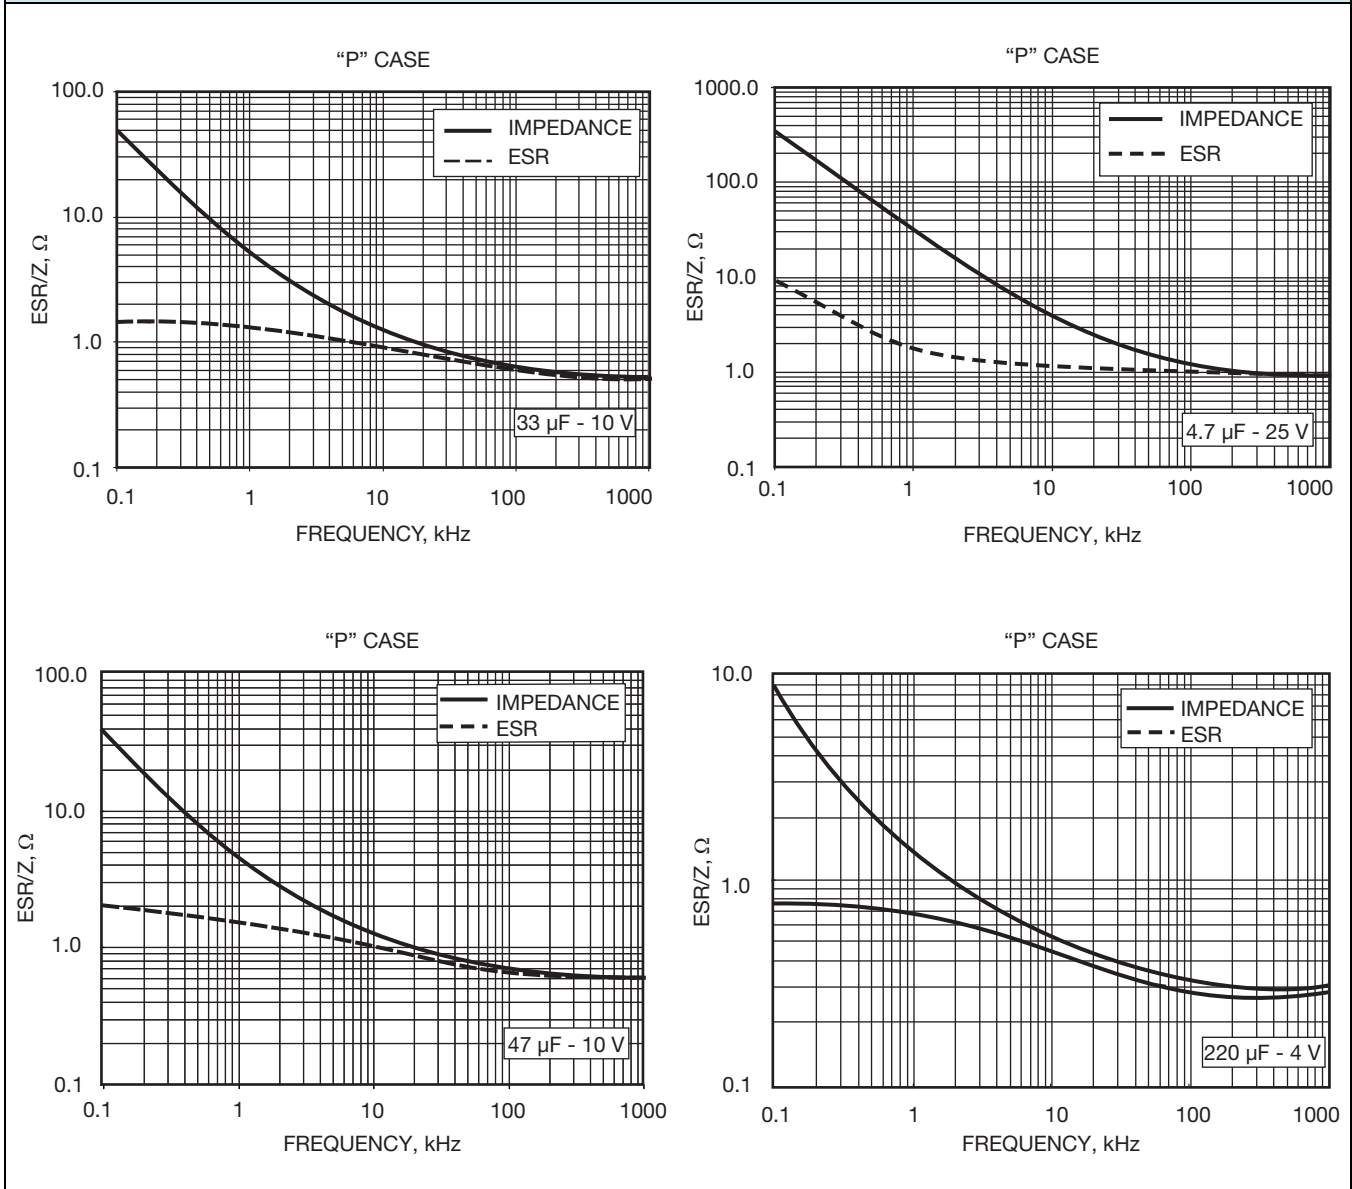 “P” CASE
100.0
10.0
1.0
0.1
ESR/Z, Ω
IMPEDANCE
ESR
33 µF - 10 V
0.1 1 10 100 1000
FREQUENCY, kHz
“P” CASE
1000.0
100.0
10.0
1.0
0.1
ESR/Z, Ω
IMPEDANCE
ESR
4.7 µF - 25 V
0.1 1 10 100 1000
FREQUENCY, kHz
“P” CASE
100.0
10.0
1.0
0.1
ESR/Z, Ω
IMPEDANCE
ESR
47 µF - 10 V
0.1 1 10 100 1000
FREQUENCY, kHz
“P” CASE
10.0
1.0
0.1
ESR/Z, Ω
IMPEDANCE
ESR
220 µF - 4 V
0.1 1 10 100 1000
FREQUENCY, kHz